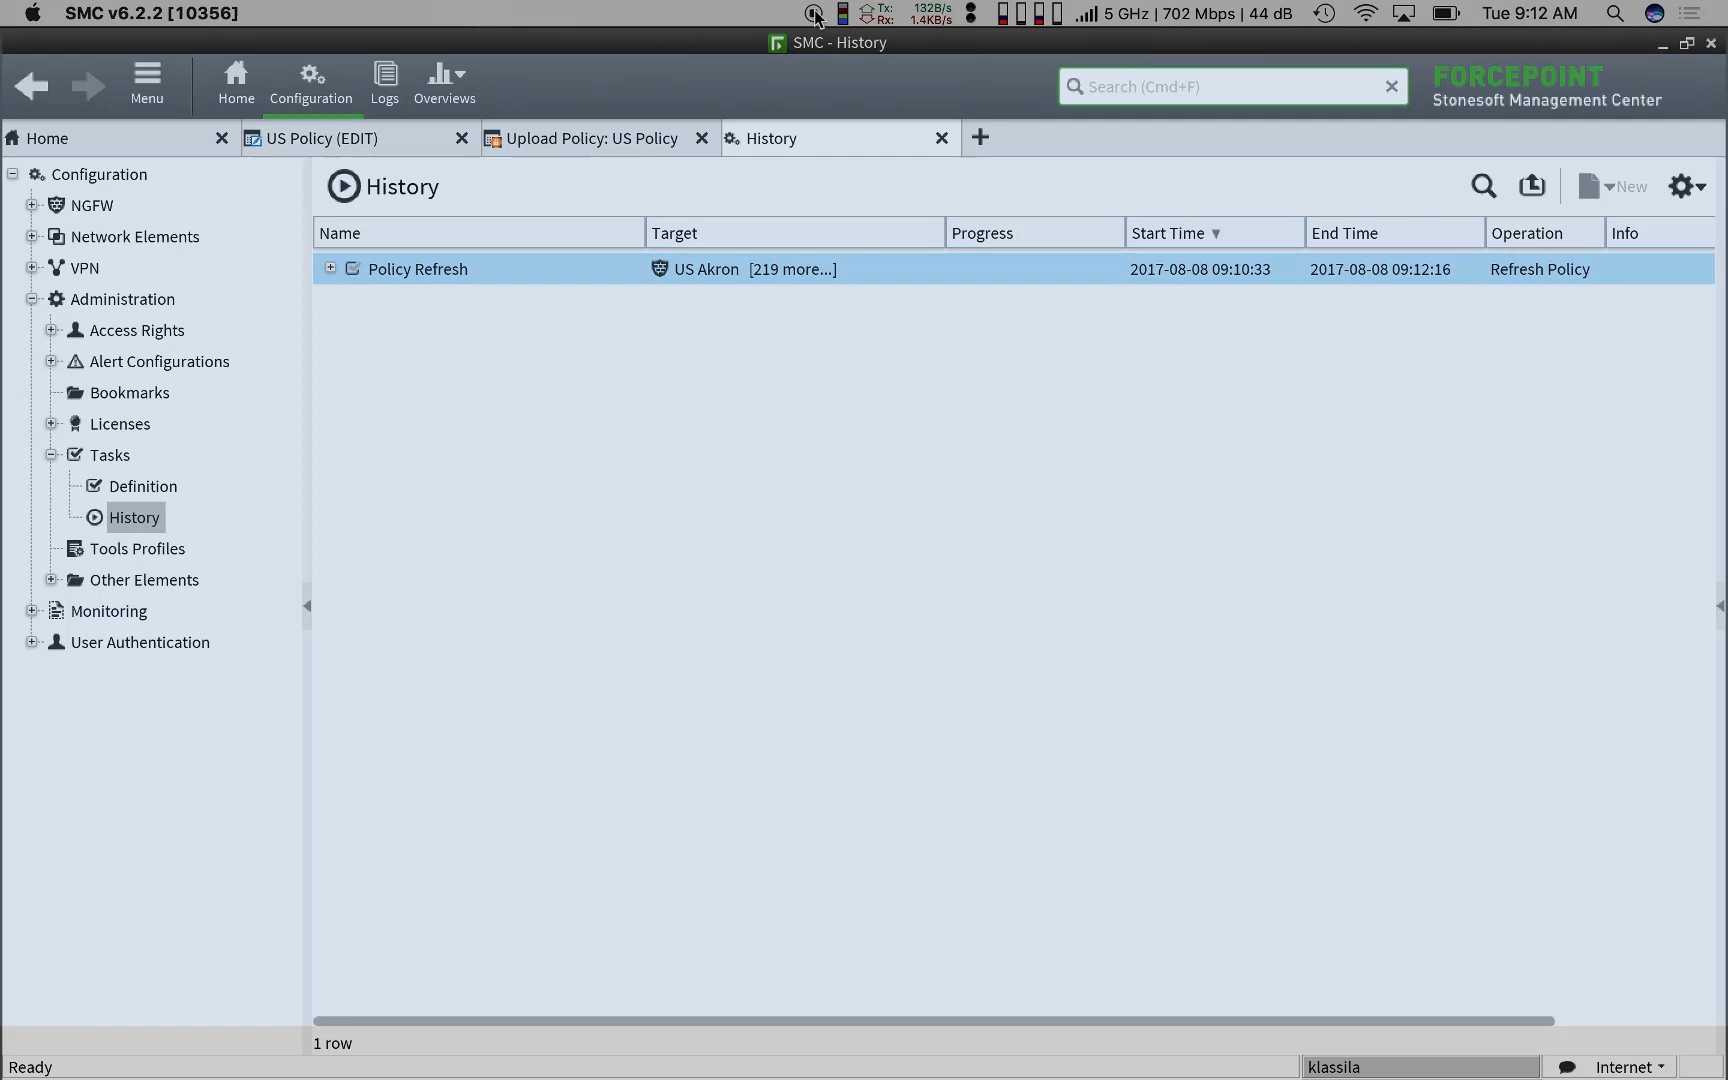 SMC v6.2.2 [10356]
Tx: 132B/s
Rx: 1.4KB/s
5 GHz | 702 Mbps | 44 dB
Tue 9:12 AM
SMC - History
Menu
Home
Configuration
Logs
Overviews
Search (Cmd+F)
FORCEPOINT
Stonesoft Management Center
Home
US Policy (EDIT)
Upload Policy: US Policy
History
Configuration
NGFW
Network Elements
VPN
Administration
Access Rights
Alert Configurations
Bookmarks
Licenses
Tasks
Definition
History
Tools Profiles
Other Elements
Monitoring
User Authentication
History
New
Name Target Progress Start Time End Time Operation Info
Policy Refresh US Akron [219 more...] 2017-08-08 09:10:33 2017-08-08 09:12:16 Refresh Policy
1 row
Ready
klassila
Internet